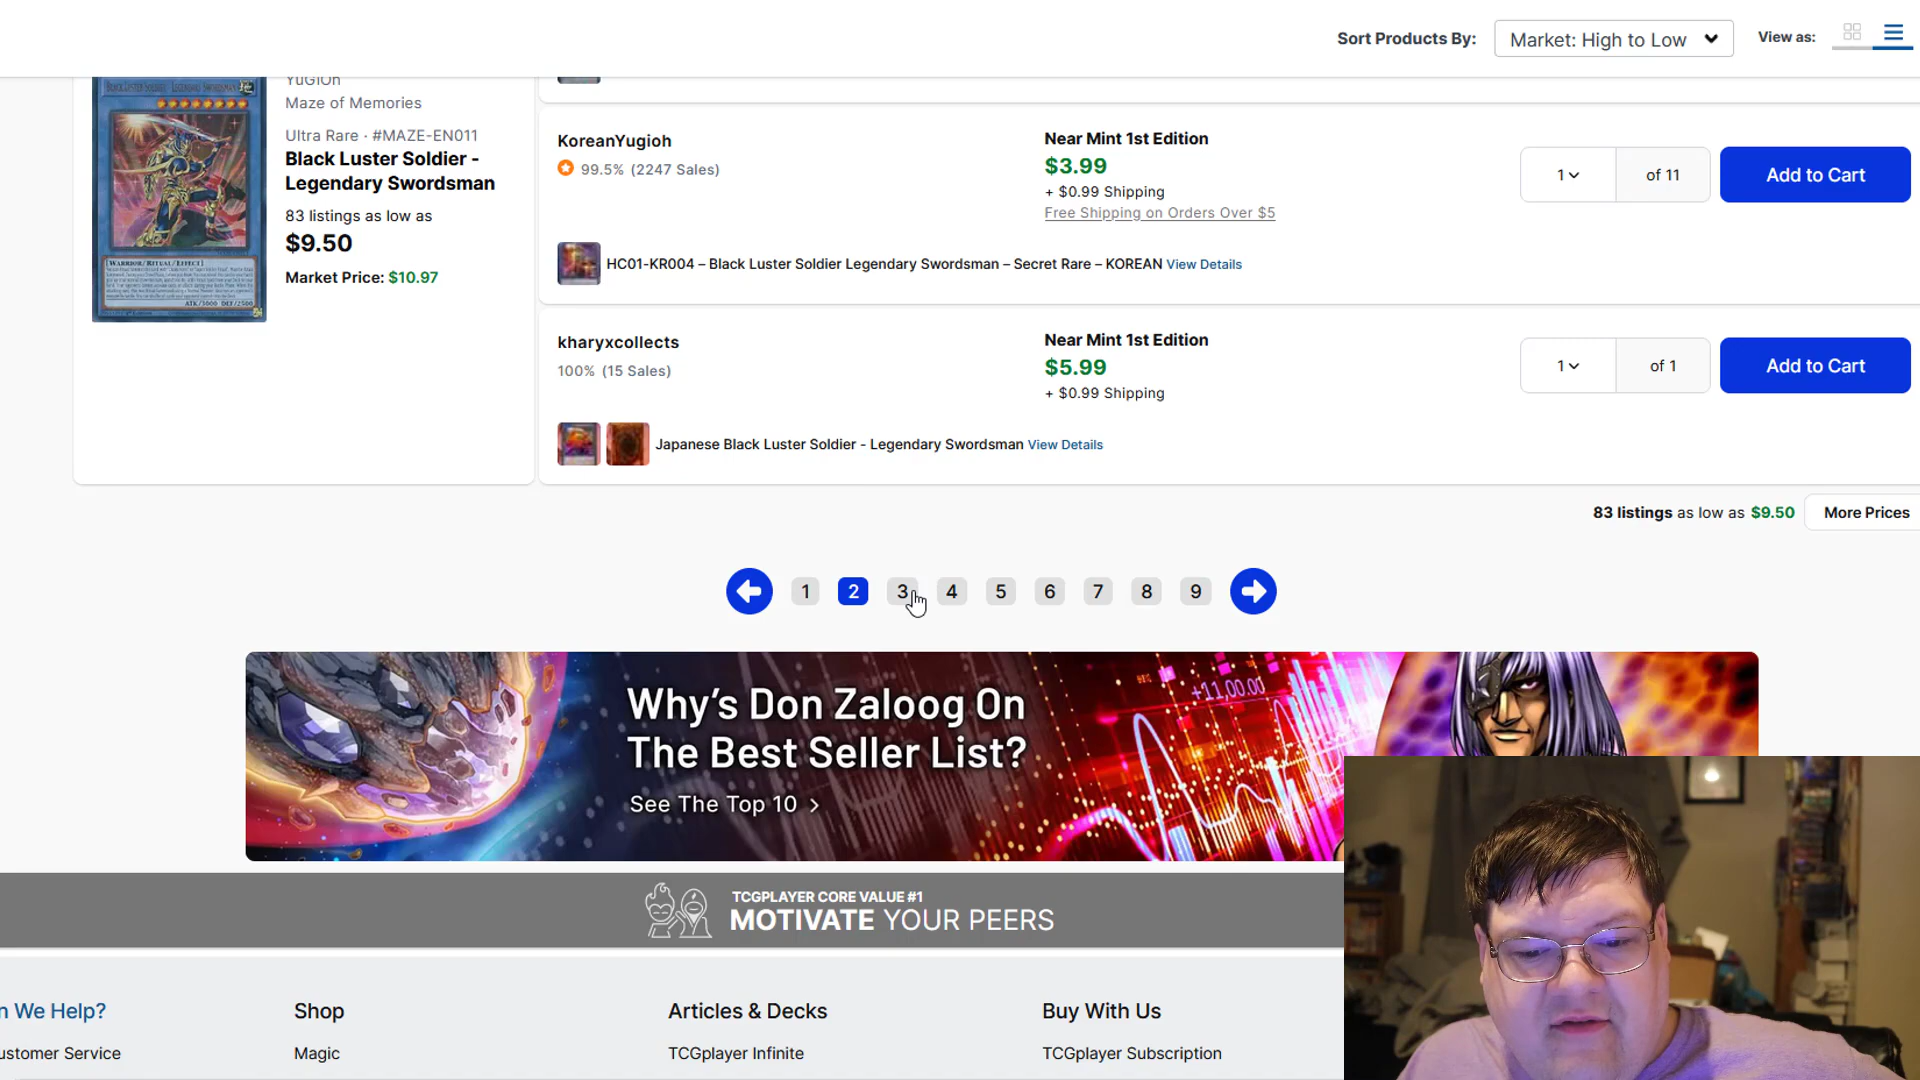 Sort Products By:
Market: High to Low
View as:
YuGiOh
Maze of Memories
Ultra Rare · #MAZE-EN011
Black Luster Soldier -
Legendary Swordsman
83 listings as low as
$9.50
Market Price: $10.97
KoreanYugioh
99.5% (2247 Sales)
Near Mint 1st Edition
$3.99
+ $0.99 Shipping
Free Shipping on Orders Over $5
1
of 11
Add to Cart
HC01-KR004 – Black Luster Soldier Legendary Swordsman – Secret Rare – KOREAN View Details
kharyxcollects
100% (15 Sales)
Near Mint 1st Edition
$5.99
+ $0.99 Shipping
1
of 1
Add to Cart
Japanese Black Luster Soldier - Legendary Swordsman View Details
83 listings as low as $9.50
More Prices
1 2 3 4 5 6 7 8 9
Why's Don Zaloog On
The Best Seller List?
See The Top 10 >
+11,00.00
TCGPLAYER CORE VALUE #1
MOTIVATE YOUR PEERS
n We Help?
Shop
Articles & Decks
Buy With Us
ustomer Service
Magic
TCGplayer Infinite
TCGplayer Subscription